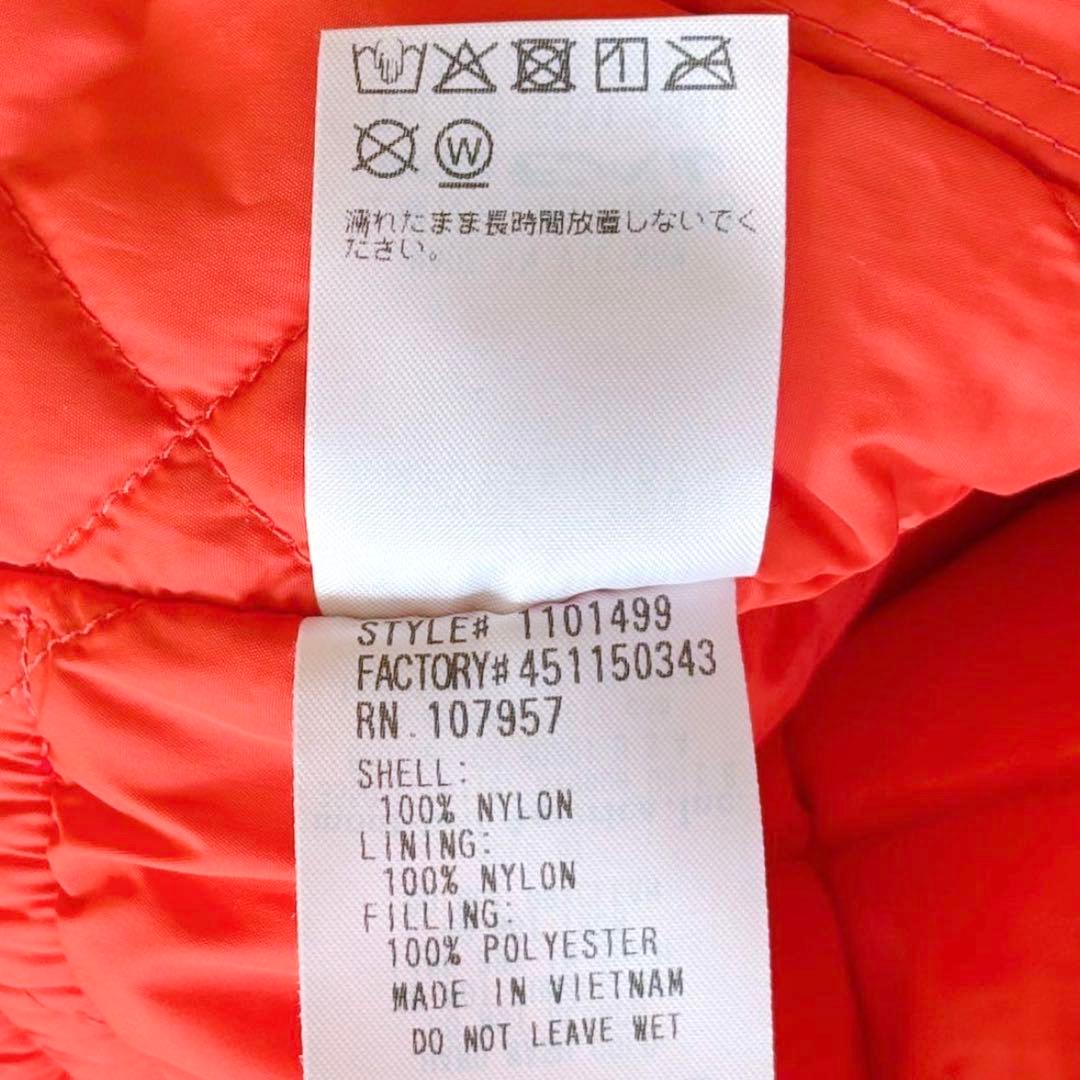 W
濡れたまま長時間放置しないでく
ださい。
STYLE# 1101499
FACTORY# 451150343
RN. 107957
SHELL:
100% NYLON
LINING:
100% NYLON
FILLING:
100% POLYESTER
MADE IN VIETNAM
DO NOT LEAVE WET